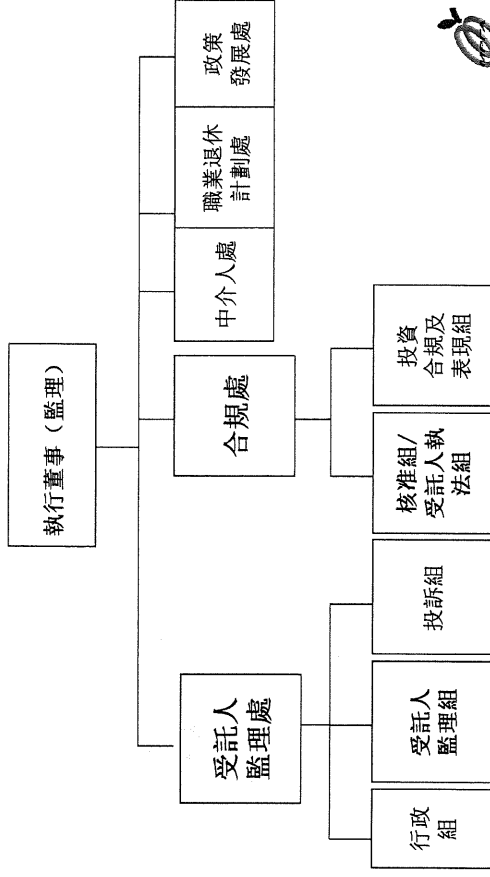 執行董事（監理）
受託人
監理處
合規處
中介人處
職業退休
計劃處
政策
發展處
行政
組
受託人
監理組
投訴組
核准組/
受託人執
法組
投資
合規及
表現組